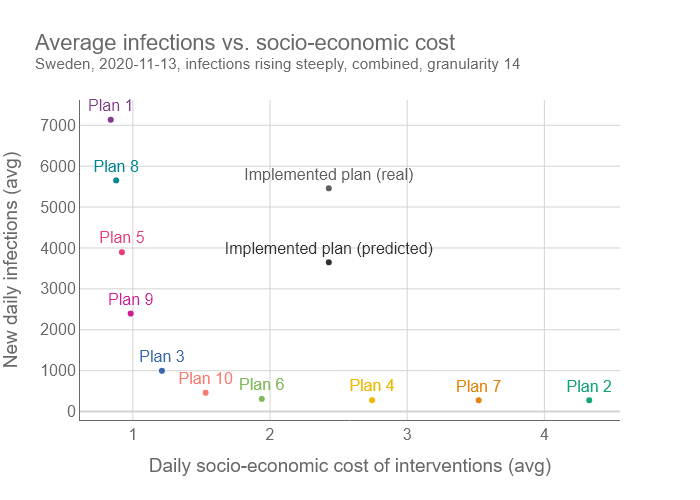 Average infections vs. socio-economic cost
Sweden, 2020-11-13, infections rising steeply, combined, granularity 14
New daily infections (avg)
7000
6000
5000
4000
3000
2000
1000
0
Plan 1
Plan 8
Implemented plan (real)
Plan 5
Implemented plan (predicted)
Plan 9
Plan 3
Plan 10
Plan 6
Plan 4
Plan 7
Plan 2
1
2
3
4
Daily socio-economic cost of interventions (avg)